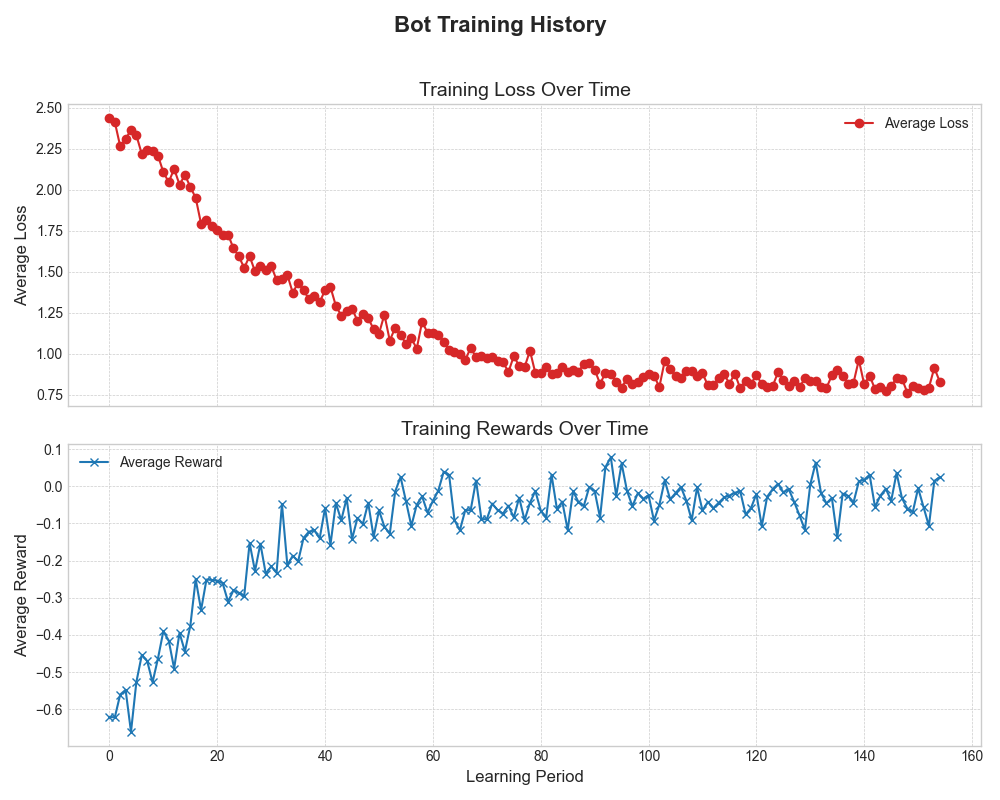 Bot Training History
Training Loss Over Time
2.50
2.25
2.00
1.75
1.50
1.25
1.00
0.75
Average Loss
Average Loss
Training Rewards Over Time
0.1
0.0
−0.1
−0.2
−0.3
−0.4
−0.5
−0.6
Average Reward
Average Reward
0 20 40 60 80 100 120 140 160
Learning Period